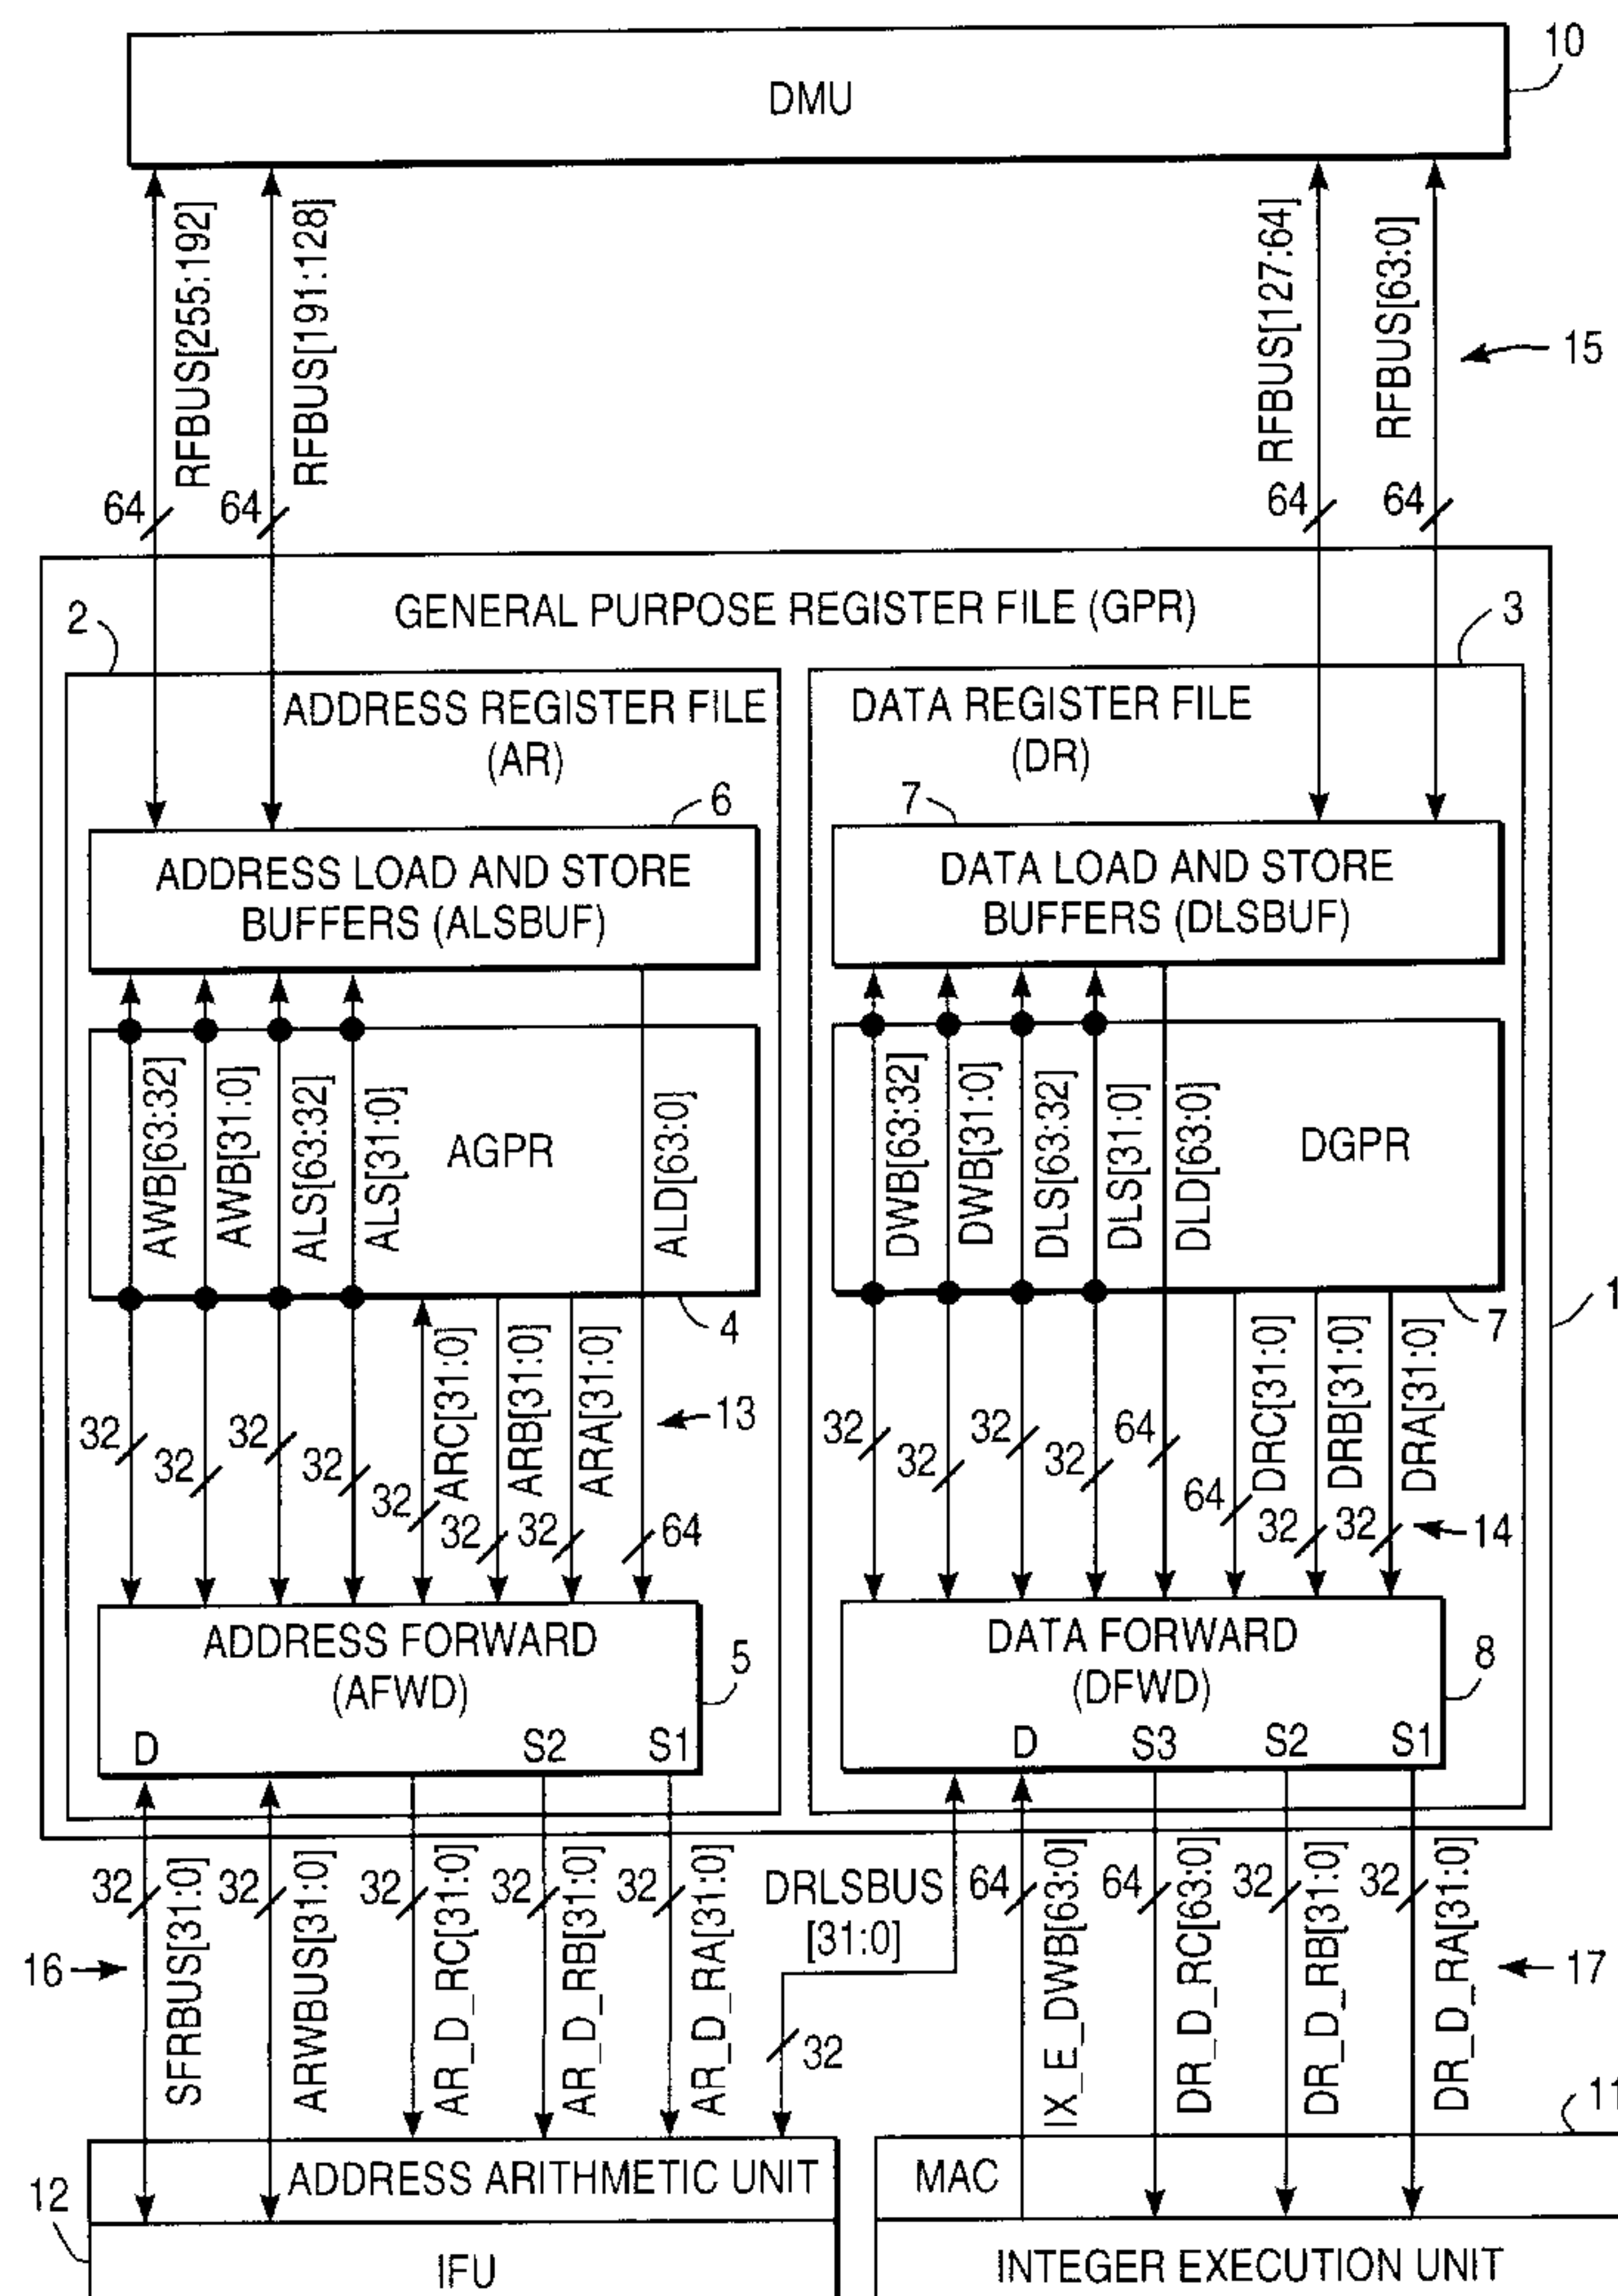 10
DMU
RFBUS[255:192]
RFBUS[191:128]
RFBUS[127:64]
RFBUS[63:0]
15
64
64
64
64
GENERAL PURPOSE REGISTER FILE (GPR)
2
3
ADDRESS REGISTER FILE
(AR)
DATA REGISTER FILE
(DR)
6
7
ADDRESS LOAD AND STORE
BUFFERS (ALSBUF)
DATA LOAD AND STORE
BUFFERS (DLSBUF)
AWB[63:32]
AWB[31:0]
ALS[63:32]
ALS[31:0]
AGPR
ALD[63:0]
DWB[63:32]
DWB[31:0]
DLS[63:32]
DLS[31:0]
DLD[63:0]
DGPR
4
7
1
ARC[31:0]
ARB[31:0]
ARA[31:0]
13
DRC[31:0]
DRB[31:0]
DRA[31:0]
14
32
32
32
32
32
32
32
64
32
32
32
32
64
64
32
32
ADDRESS FORWARD
(AFWD)
5
D
S2
S1
DATA FORWARD
(DFWD)
8
D
S3
S2
S1
32
32
32
32
32
DRLSBUS
[31:0]
64
64
32
32
16
SFRBUS[31:0]
ARWBUS[31:0]
AR_D_RC[31:0]
AR_D_RB[31:0]
AR_D_RA[31:0]
32
IX_E_DWB[63:0]
DR_D_RC[63:0]
DR_D_RB[31:0]
DR_D_RA[31:0]
17
11
12
ADDRESS ARITHMETIC UNIT
MAC
IFU
INTEGER EXECUTION UNIT